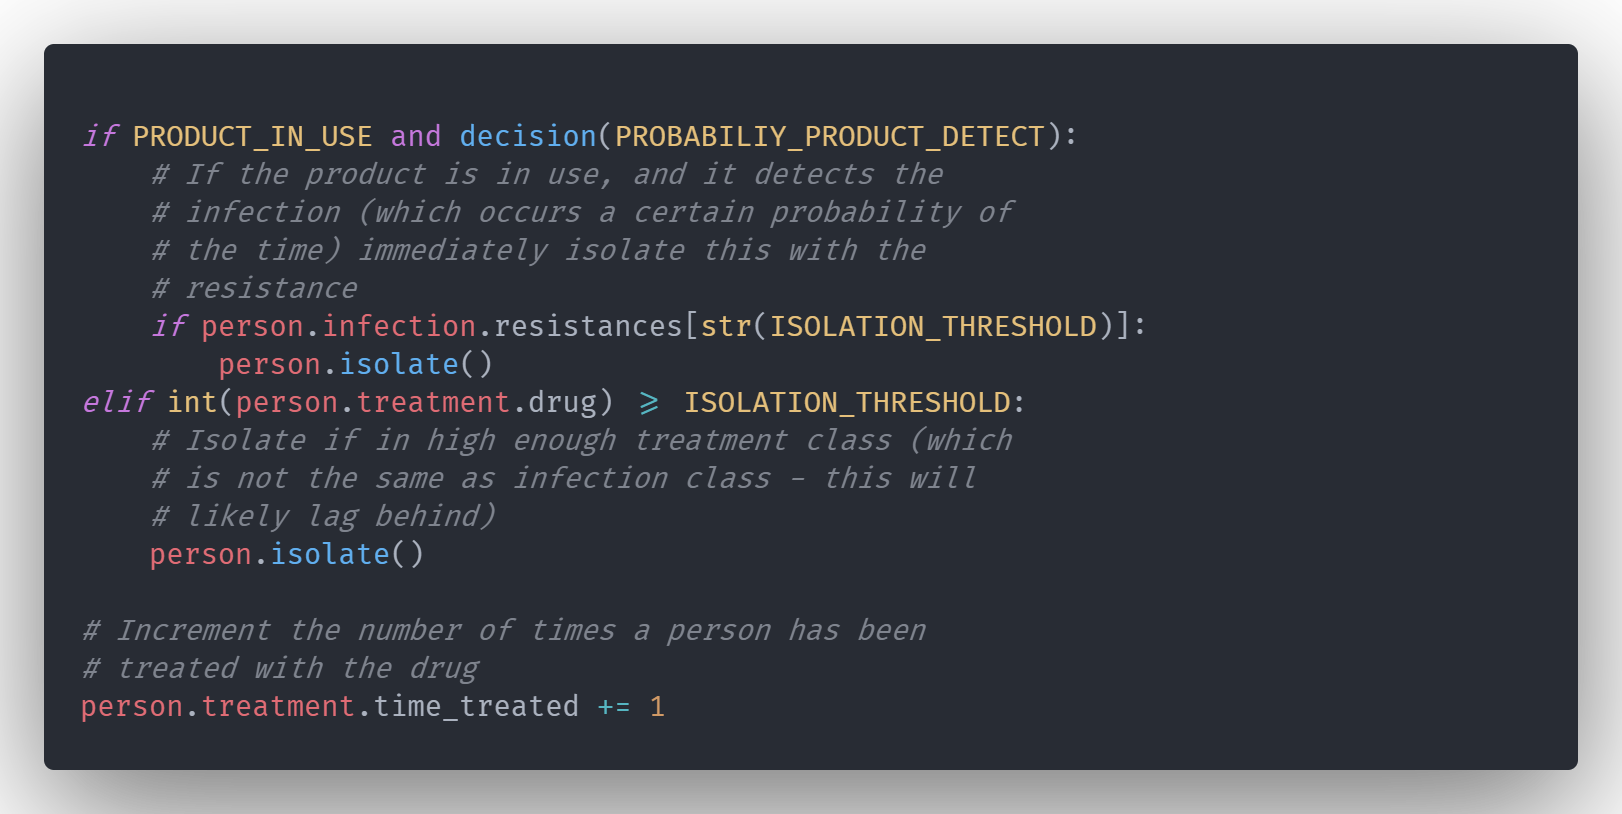 if PRODUCT_IN_USE and decision(PROBABILIY_PRODUCT_DETECT):
    # If the product is in use, and it detects the
    # infection (which occurs a certain probability of
    # the time) immediately isolate this with the
    # resistance
    if person.infection.resistances[str(ISOLATION_THRESHOLD)]:
        person.isolate()
elif int(person.treatment.drug) >= ISOLATION_THRESHOLD:
    # Isolate if in high enough treatment class (which
    # is not the same as infection class - this will
    # likely lag behind)
    person.isolate()

# Increment the number of times a person has been
# treated with the drug
person.treatment.time_treated += 1